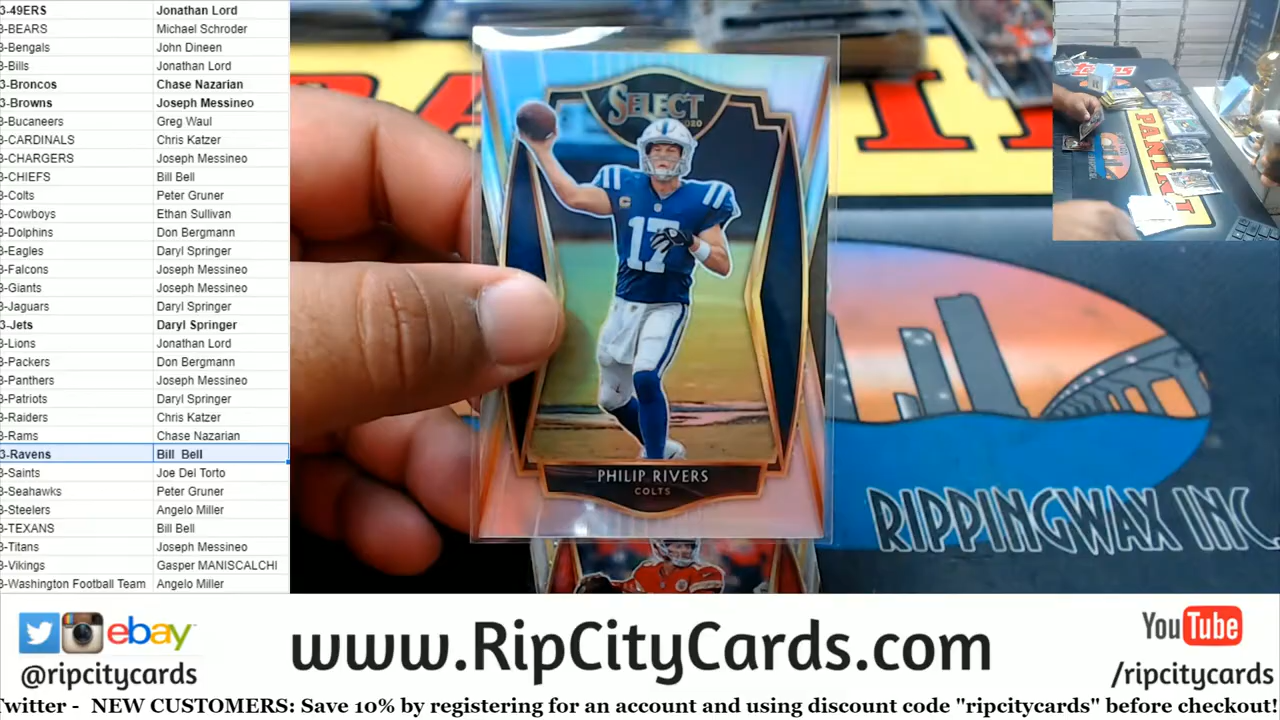 3-49ERS Jonathan Lord
3-BEARS Michael Schroder
3-Bengals John Dineen
3-Bills Jonathan Lord
3-Broncos Chase Nazarian
3-Browns Joseph Messineo
3-Bucaneers Greg Waul
3-CARDINALS Chris Katzer
3-CHARGERS Joseph Messineo
3-CHIEFS Bill Bell
3-Colts Peter Gruner
3-Cowboys Ethan Sullivan
3-Dolphins Don Bergmann
3-Eagles Daryl Springer
3-Falcons Joseph Messineo
3-Giants Joseph Messineo
3-Jaguars Daryl Springer
3-Jets Daryl Springer
3-Lions Jonathan Lord
3-Packers Don Bergmann
3-Panthers Joseph Messineo
3-Patriots Daryl Springer
3-Raiders Chris Katzer
3-Rams Chase Nazarian
3-Ravens Bill Bell
3-Saints Joe Del Torto
3-Seahawks Peter Gruner
3-Steelers Angelo Miller
3-TEXANS Bill Bell
3-Titans Joseph Messineo
3-Vikings Gasper MANISCALCHI
3-Washington Football Team Angelo Miller
SELECT
2020
17
PHILIP RIVERS
COLTS
RIPPINGWAX INC.
Topps
PANINI
ebay
@ripcitycards
www.RipCityCards.com
YouTube
/ripcitycards
Twitter - NEW CUSTOMERS: Save 10% by registering for an account and using discount code "ripcitycards" before checkout!